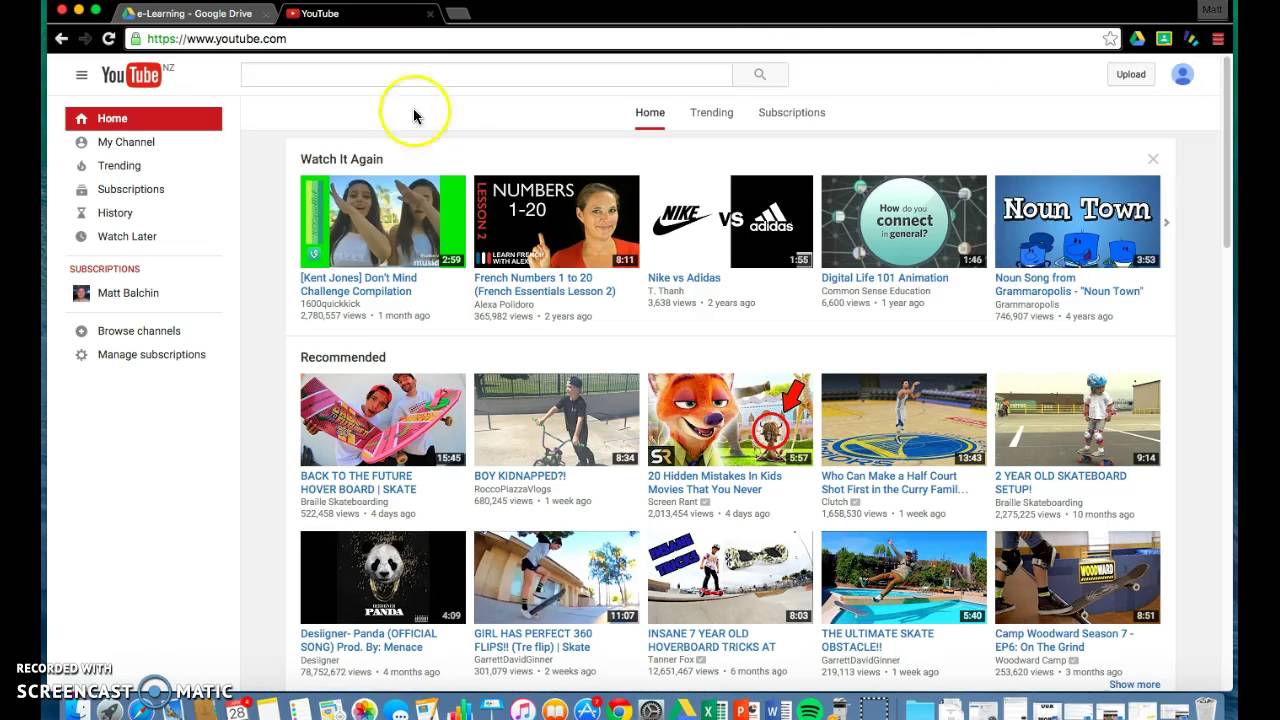 e-Learning - Google Drive
YouTube
Matt
https://www.youtube.com
YouTube NZ
Upload
Home
Trending
Subscriptions
Home
My Channel
Trending
Subscriptions
History
Watch Later
SUBSCRIPTIONS
Matt Balchin
Browse channels
Manage subscriptions
Watch It Again
2:59
[Kent Jones] Don't Mind
Challenge Compilation
1600quickkick
2,780,557 views • 1 month ago
LESSON 2
NUMBERS
1-20
LEARN FRENCH
WITH ALEXA
8:11
French Numbers 1 to 20
(French Essentials Lesson 2)
Alexa Polidoro
365,982 views • 2 years ago
NIKE
VS
adidas
1:55
Nike vs Adidas
T. Thanh
3,638 views • 2 years ago
How do you
connect
in general?
1:46
Digital Life 101 Animation
Common Sense Education
6,600 views • 1 year ago
Noun Town
3:53
Noun Song from
Grammaropolis - "Noun Town"
Grammaropolis
746,907 views • 4 years ago
Recommended
15:45
BACK TO THE FUTURE
HOVER BOARD | SKATE
Braille Skateboarding
522,458 views • 4 days ago
8:34
BOY KIDNAPPED?!
RoccoPiazzaVlogs
680,245 views • 1 week ago
SR
5:57
20 Hidden Mistakes In Kids
Movies That You Never
Screen Rant
2,013,454 views • 4 days ago
13:43
Who Can Make a Half Court
Shot First in the Curry Famil...
Clutch
1,658,530 views • 1 week ago
9:14
2 YEAR OLD SKATEBOARD
SETUP!
Braille Skateboarding
2,275,225 views • 10 months ago
DESIIGNER
PANDA
4:09
Desiigner- Panda (OFFICIAL
SONG) Prod. By: Menace
Desiigner
78,752,672 views • 4 months ago
11:07
GIRL HAS PERFECT 360
FLIPS!! (Tre flip) | Skate
GarrettDavidGinner
301,079 views • 2 weeks ago
INSANE
TRICKS
8:03
INSANE 7 YEAR OLD
HOVERBOARD TRICKS AT
Tanner Fox
12,651,467 views • 6 months ago
5:40
THE ULTIMATE SKATE
OBSTACLE!!
GarrettDavidGinner
219,113 views • 1 week ago
WOODWARD
8:51
Camp Woodward Season 7 -
EP6: On The Grind
Woodward Camp
253,620 views • 3 months ago
Show more
RECORDED WITH
SCREENCAST MATIC
28